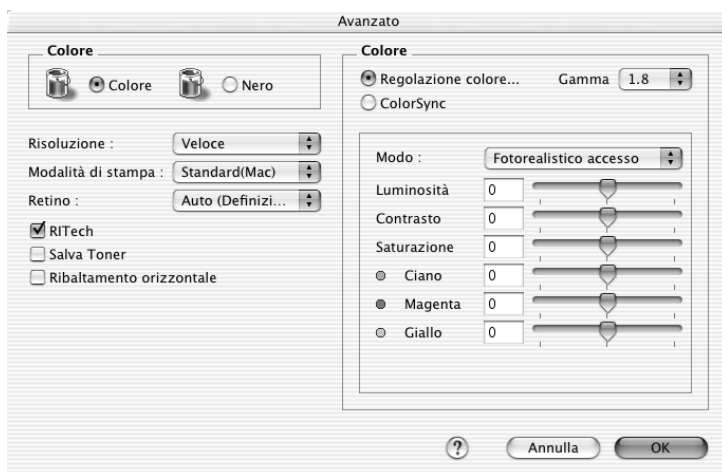 Avanzato
Colore
Colore
Nero
Risoluzione :
Veloce
Modalità di stampa :
Standard(Mac)
Retino :
Auto (Definizi...
RITech
Salva Toner
Ribaltamento orizzontale
Colore
Regolazione colore...
Gamma
1.8
ColorSync
Modo :
Fotorealistico accesso
Luminosità
0
Contrasto
0
Saturazione
0
Ciano
0
Magenta
0
Giallo
0
?
Annulla
OK